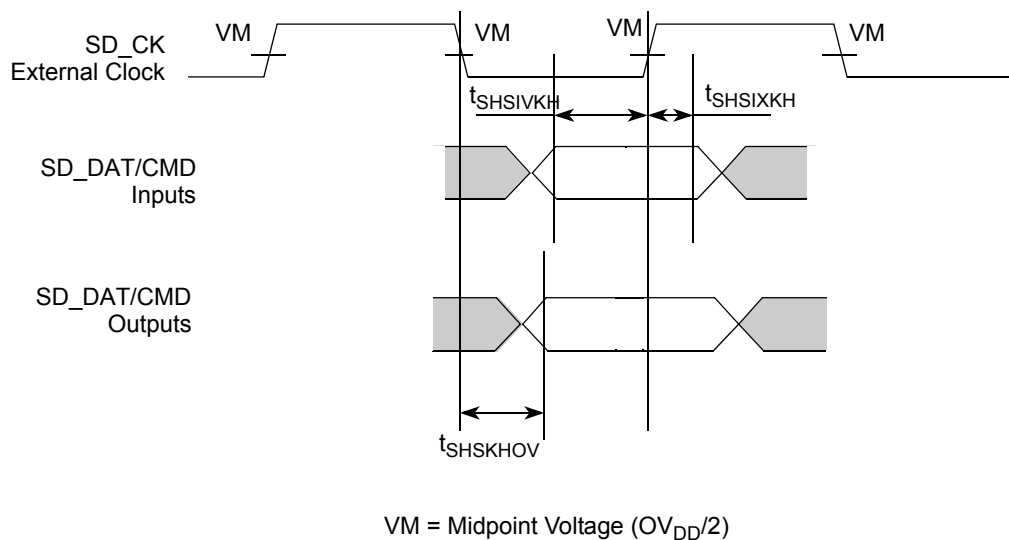 VM
VM
VM
VM
SD_CK
External Clock
tSHSIVKH
tSHSIXKH
SD_DAT/CMD
Inputs
SD_DAT/CMD
Outputs
tSHSKHOV
VM = Midpoint Voltage (OVDD/2)